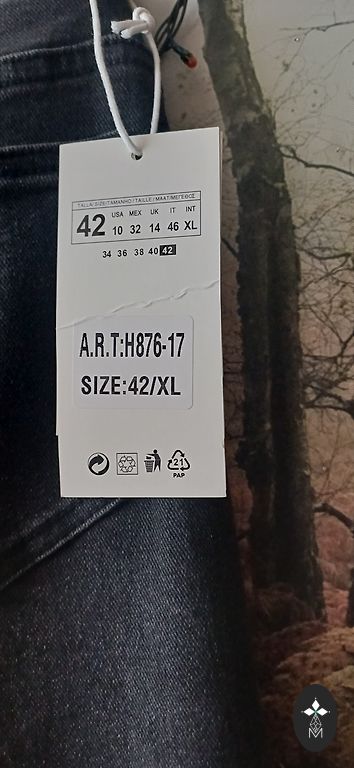 TALLA/SIZE/TAMANHO/TAILLE/MAAT/ΜΕΓΕΘΟΣ
42 USA MEX UK IT INT
10 32 14 46 XL
34 36 38 40 42
A.R.T:H876-17
SIZE:42/XL
21
PAP
M